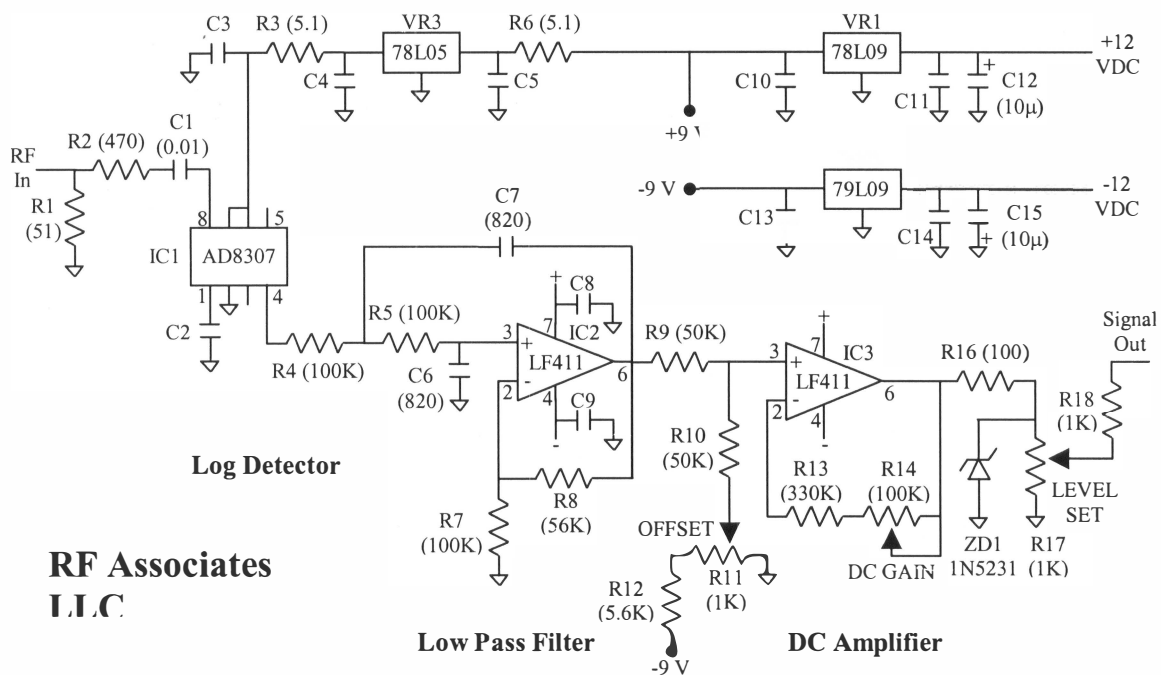 C3
R3 (5.1)
VR3
78L05
C4
C5
R6 (5.1)
VR1
78L09
C10
C11
+
C12
(10µ)
+12
VDC
+9 V
-9 V
79L09
C13
C14
C15
+
(10µ)
-12
VDC
RF
In
R2 (470)
C1
(0.01)
R1
(51)
8
5
IC1
AD8307
1
4
C2
C7
(820)
R5 (100K)
R4 (100K)
C6
(820)
+
C8
7
IC2
3
+
LF411
-
2
6
4
C9
-
R8
(56K)
R7
(100K)
R9 (50K)
R10
(50K)
OFFSET
R11
(1K)
R12
(5.6K)
-9 V
+
7
IC3
3
+
LF411
-
2
6
4
-
R13
(330K)
R14
(100K)
DC GAIN
R16 (100)
ZD1
1N5231
R17
(1K)
LEVEL
SET
R18
(1K)
Signal
Out
Log Detector
Low Pass Filter
DC Amplifier
RF Associates
LLC